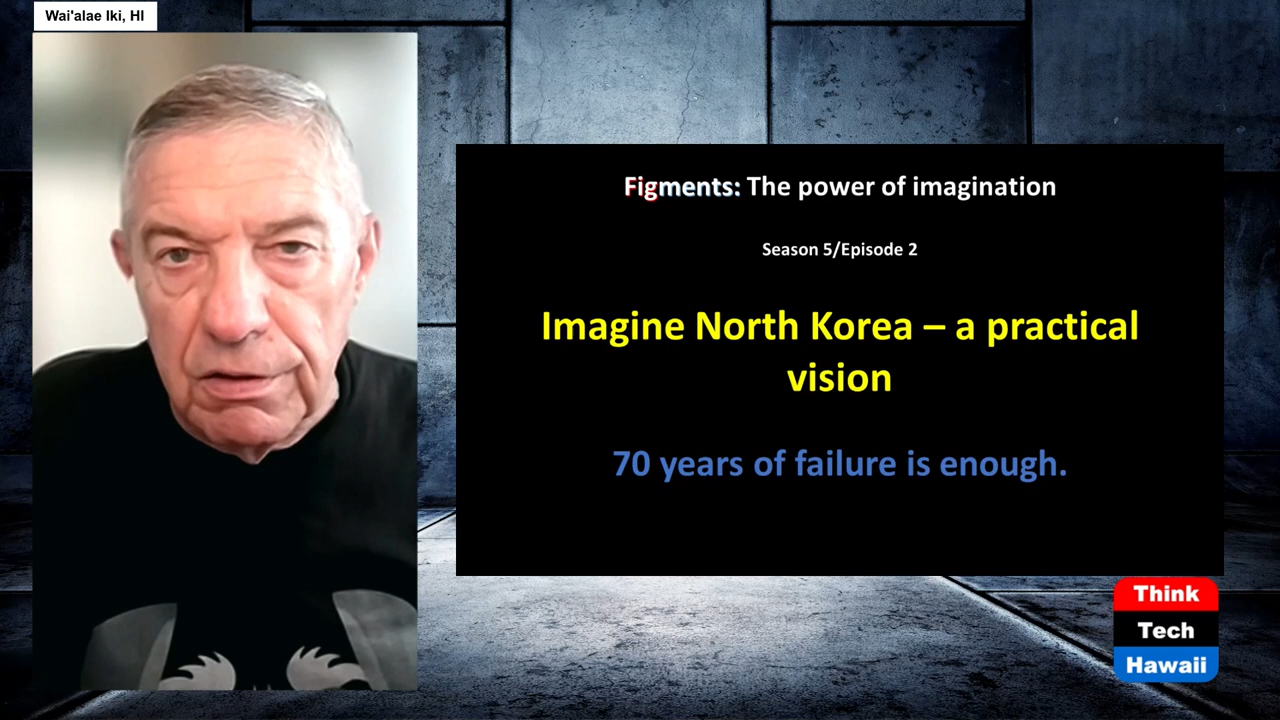 Wai'alae Iki, HI
Figments: The power of imagination
Season 5/Episode 2
Imagine North Korea – a practical
vision
70 years of failure is enough.
Think
Tech
Hawaii